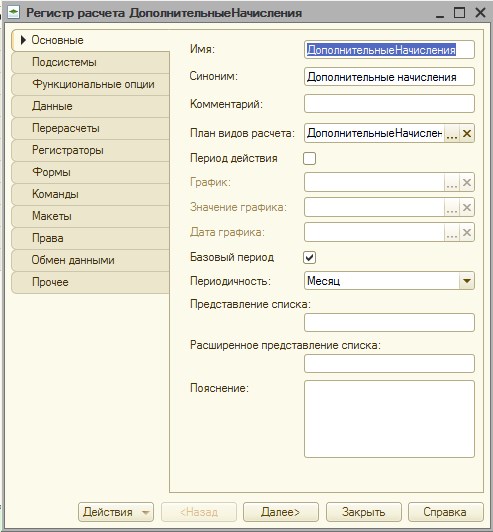 Регистр расчета ДополнительныеНачисления
Основные
Подсистемы
Функциональные опции
Данные
Перерасчеты
Регистраторы
Формы
Команды
Макеты
Права
Обмен данными
Прочее
Имя: ДополнительныеНачисления
Синоним: Дополнительные начисления
Комментарий:
План видов расчета: ДополнительныеНачислен ...
Период действия
График: ...
Значение графика: ...
Дата графика: ...
Базовый период
Периодичность: Месяц
Представление списка:
Расширенное представление списка:
Пояснение:
Действия <Назад Далее> Закрыть Справка